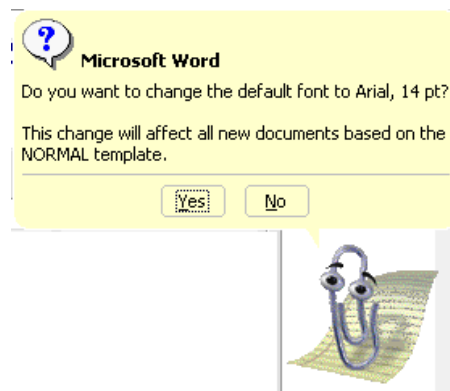 ?
Microsoft Word
Do you want to change the default font to Arial, 14 pt?
This change will affect all new documents based on the
NORMAL template.
Yes No